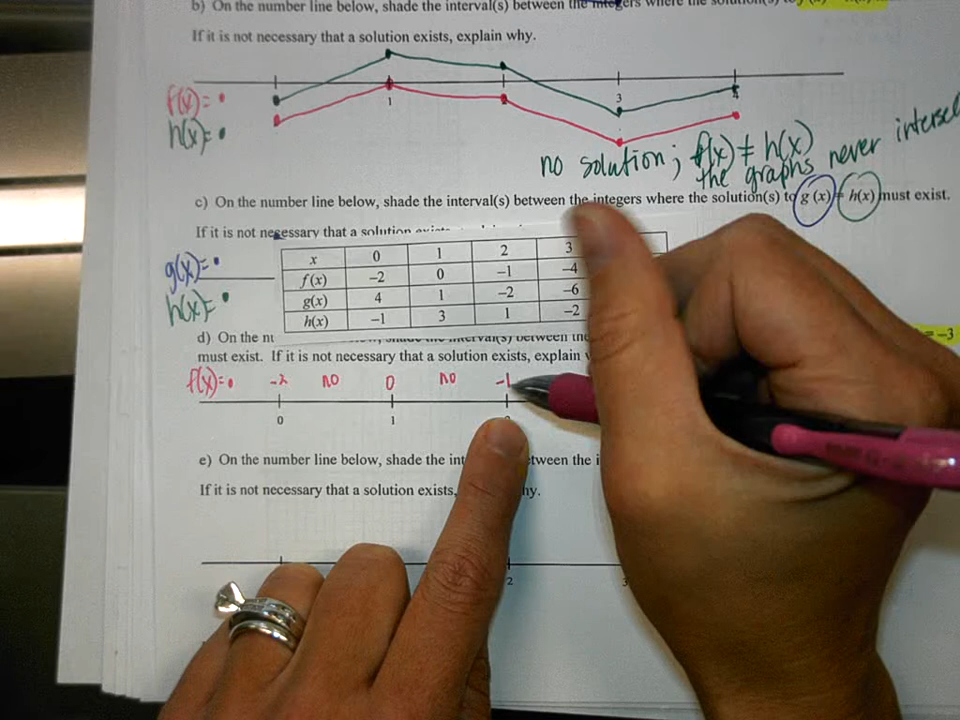 b) On the number line below, shade the interval(s) between the integers where the solution(s) to
If it is not necessary that a solution exists, explain why.
f(x)=•
h(x)=•
1
3
no solution; f(x) ≠ h(x)
the graphs never intersect
c) On the number line below, shade the interval(s) between the integers where the solution(s) to g(x) = h(x) must exist.
If it is not necessary that a solution
g(x)=•
h(x)=•
x 0 1 2 3
f(x) −2 0 −1 −4
g(x) 4 1 −2 −6
h(x) −1 3 1 −2
d) On the
= −3
must exist. If it is not necessary that a solution exists, explain
f(x)=• -2 no 0 no -1
0 1
e) On the number line below, shade the
If it is not necessary that a solution exists,
2 3